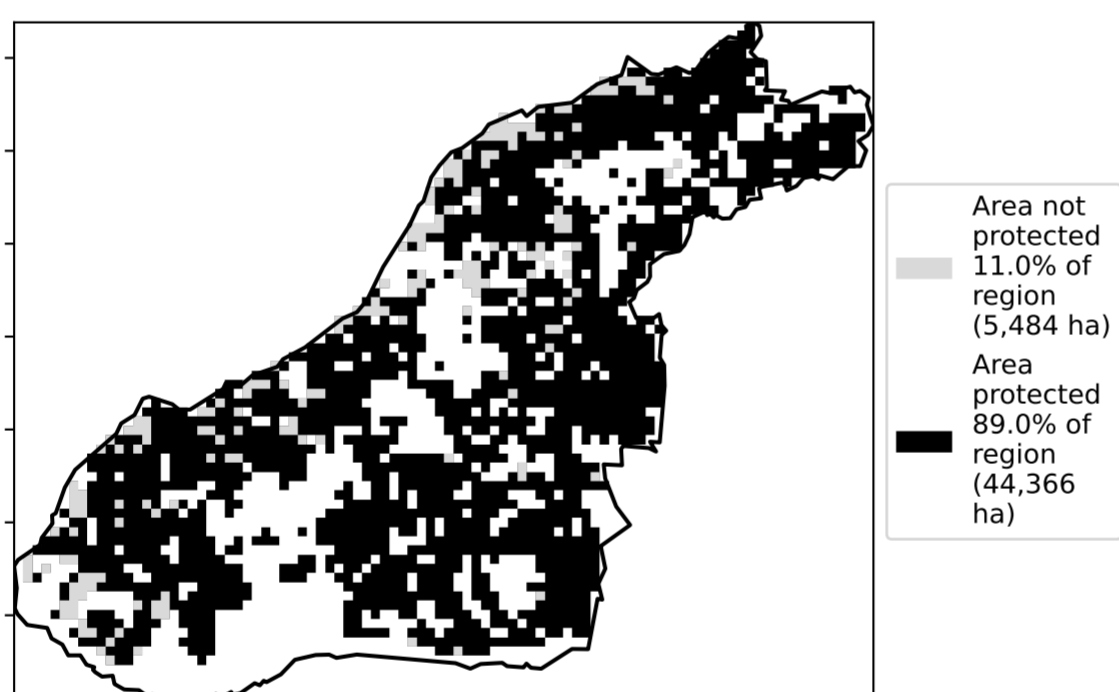 Area not
protected
11.0% of
region
(5,484 ha)
Area
protected
89.0% of
region
(44,366
ha)